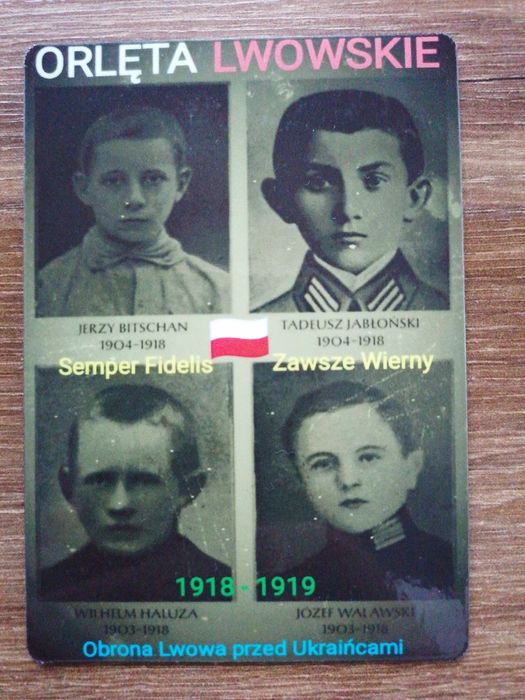 ORLĘTA LWOWSKIE
JERZY BITSCHAN
1904-1918
TADEUSZ JABŁOŃSKI
1904-1918
Semper Fidelis
Zawsze Wierny
1918 - 1919
WILHELM HALUZA
1903-1918
JÓZEF WALAWSKI
1903-1918
Obrona Lwowa przed Ukraińcami